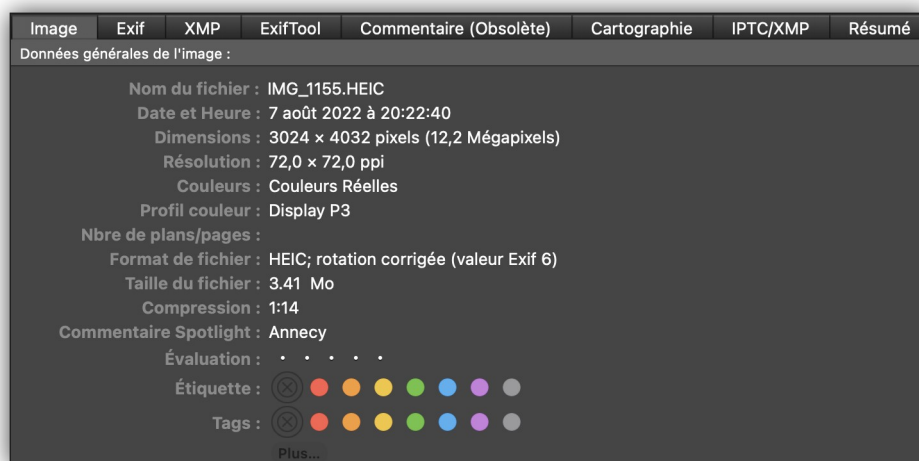 Image Exif XMP ExifTool Commentaire (Obsolète) Cartographie IPTC/XMP Résumé
Données générales de l'image :
Nom du fichier : IMG_1155.HEIC
Date et Heure : 7 août 2022 à 20:22:40
Dimensions : 3024 × 4032 pixels (12,2 Mégapixels)
Résolution : 72,0 × 72,0 ppi
Couleurs : Couleurs Réelles
Profil couleur : Display P3
Nbre de plans/pages :
Format de fichier : HEIC; rotation corrigée (valeur Exif 6)
Taille du fichier : 3.41 Mo
Compression : 1:14
Commentaire Spotlight : Annecy
Évaluation : · · · · ·
Étiquette :
Tags :
Plus...